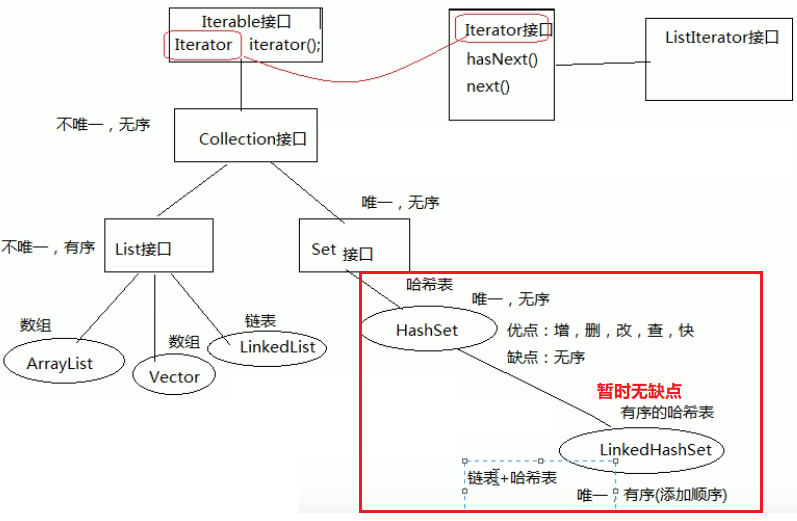 Iterable接口
Iterator iterator();
Iterator接口
hasNext()
next()
ListIterator接口
不唯一，无序
Collection接口
唯一，无序
不唯一，有序
List接口
Set 接口
哈希表
唯一，无序
HashSet
优点：增，删，改，查，快
缺点：无序
数组
ArrayList
数组
Vector
链表
LinkedList
暂时无缺点
有序的哈希表
LinkedHashSet
链表+哈希表
唯一，有序(添加顺序)